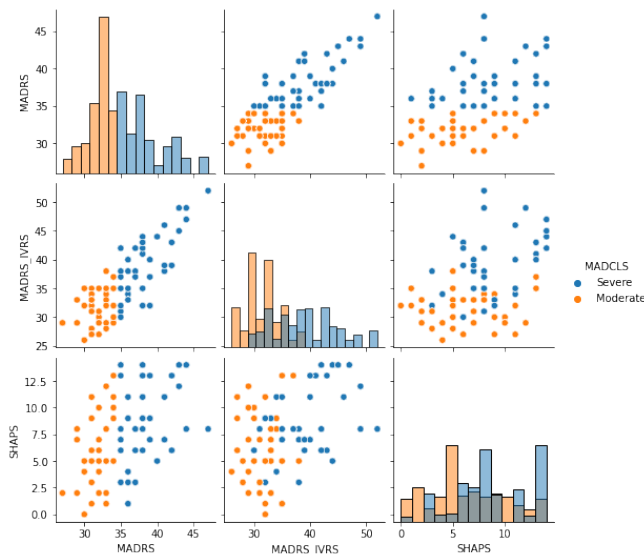 45
40
35
30
MADRS
50
45
40
35
30
25
MADRS_IVRS
MADCLS
Severe
Moderate
12.5
10.0
7.5
5.0
2.5
0.0
SHAPS
30 35 40 45
MADRS
30 40 50
MADRS_IVRS
0 5 10
SHAPS